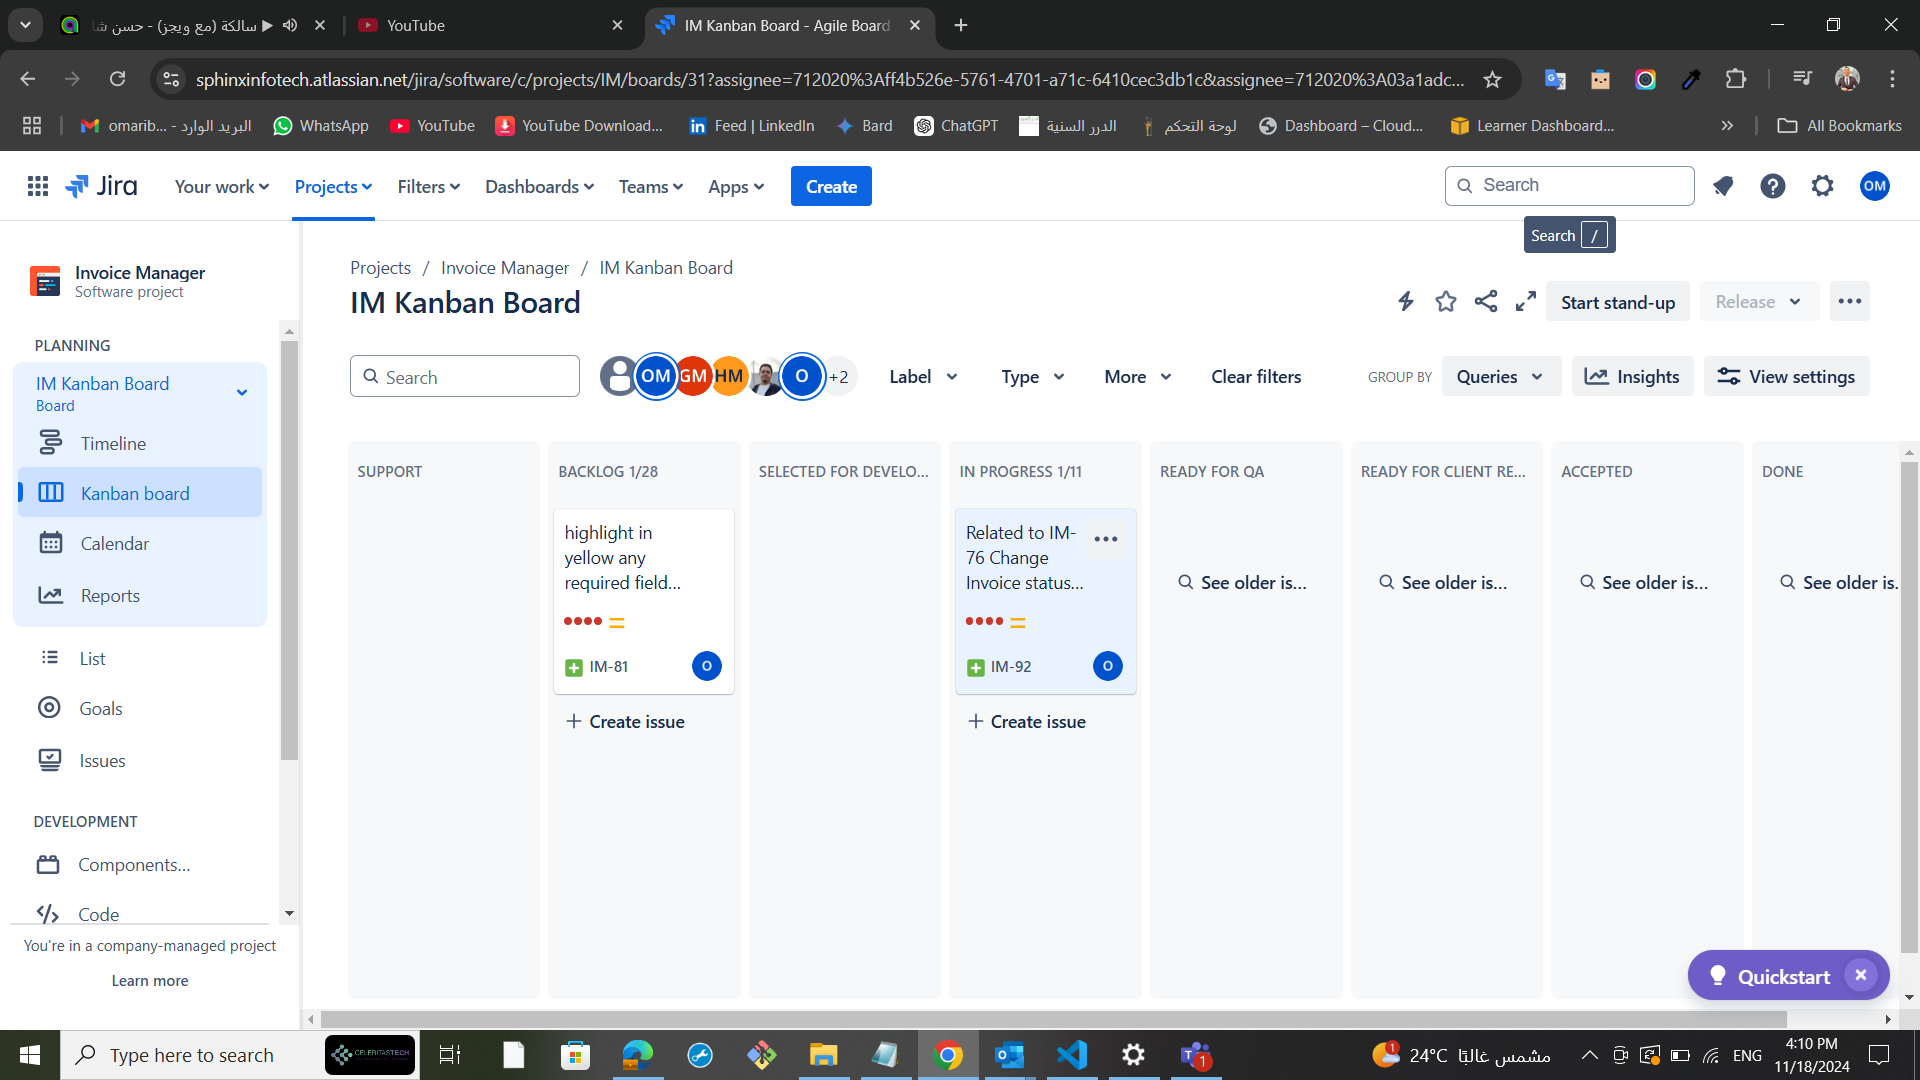 سالكة (مع ويجز) - حسن شا
YouTube
IM Kanban Board - Agile Board
sphinxinfotech.atlassian.net/jira/software/c/projects/IM/boards/31?assignee=712020%3Aff4b526e-5761-4701-a71c-6410cec3db1c&assignee=712020%3A03a1adc...
omarib... - البريد الوارد
WhatsApp
YouTube
YouTube Download...
Feed | LinkedIn
Bard
ChatGPT
الدرر السنية
لوحة التحكم
Dashboard – Cloud...
Learner Dashboard...
All Bookmarks
Jira
Your work
Projects
Filters
Dashboards
Teams
Apps
Create
Search
OM
Search /
Invoice Manager
Software project
Projects / Invoice Manager / IM Kanban Board
IM Kanban Board
Start stand-up
Release
PLANNING
IM Kanban Board
Board
Timeline
Kanban board
Calendar
Reports
List
Goals
Issues
DEVELOPMENT
Components...
Code
You're in a company-managed project
Learn more
Search
OM
GM
HM
O
+2
Label
Type
More
Clear filters
GROUP BY
Queries
Insights
View settings
SUPPORT
BACKLOG 1/28
SELECTED FOR DEVELO...
IN PROGRESS 1/11
READY FOR QA
READY FOR CLIENT RE...
ACCEPTED
DONE
highlight in
yellow any
required field...
IM-81
O
Create issue
Related to IM-
76 Change
Invoice status...
IM-92
O
Create issue
See older is...
See older is...
See older is...
See older is.
Quickstart
Type here to search
CELERITASTECH
1
1
24°C مشمس غالبًا
ENG
4:10 PM
11/18/2024